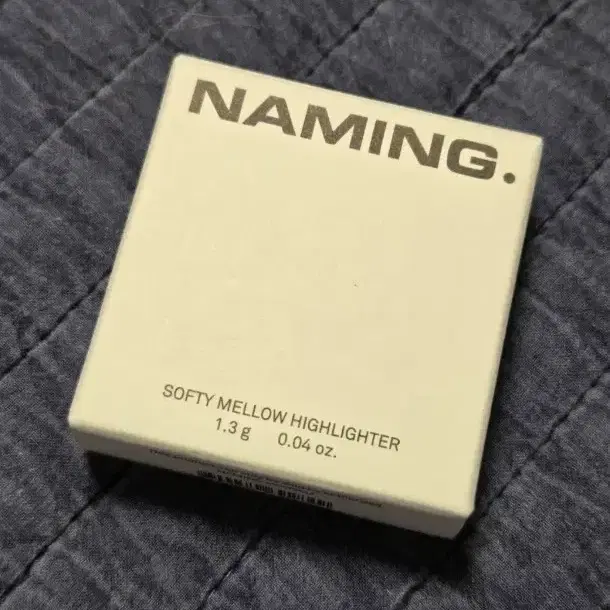 NAMING.
SOFTY MELLOW HIGHLIGHTER
1.3 g 0.04 oz.